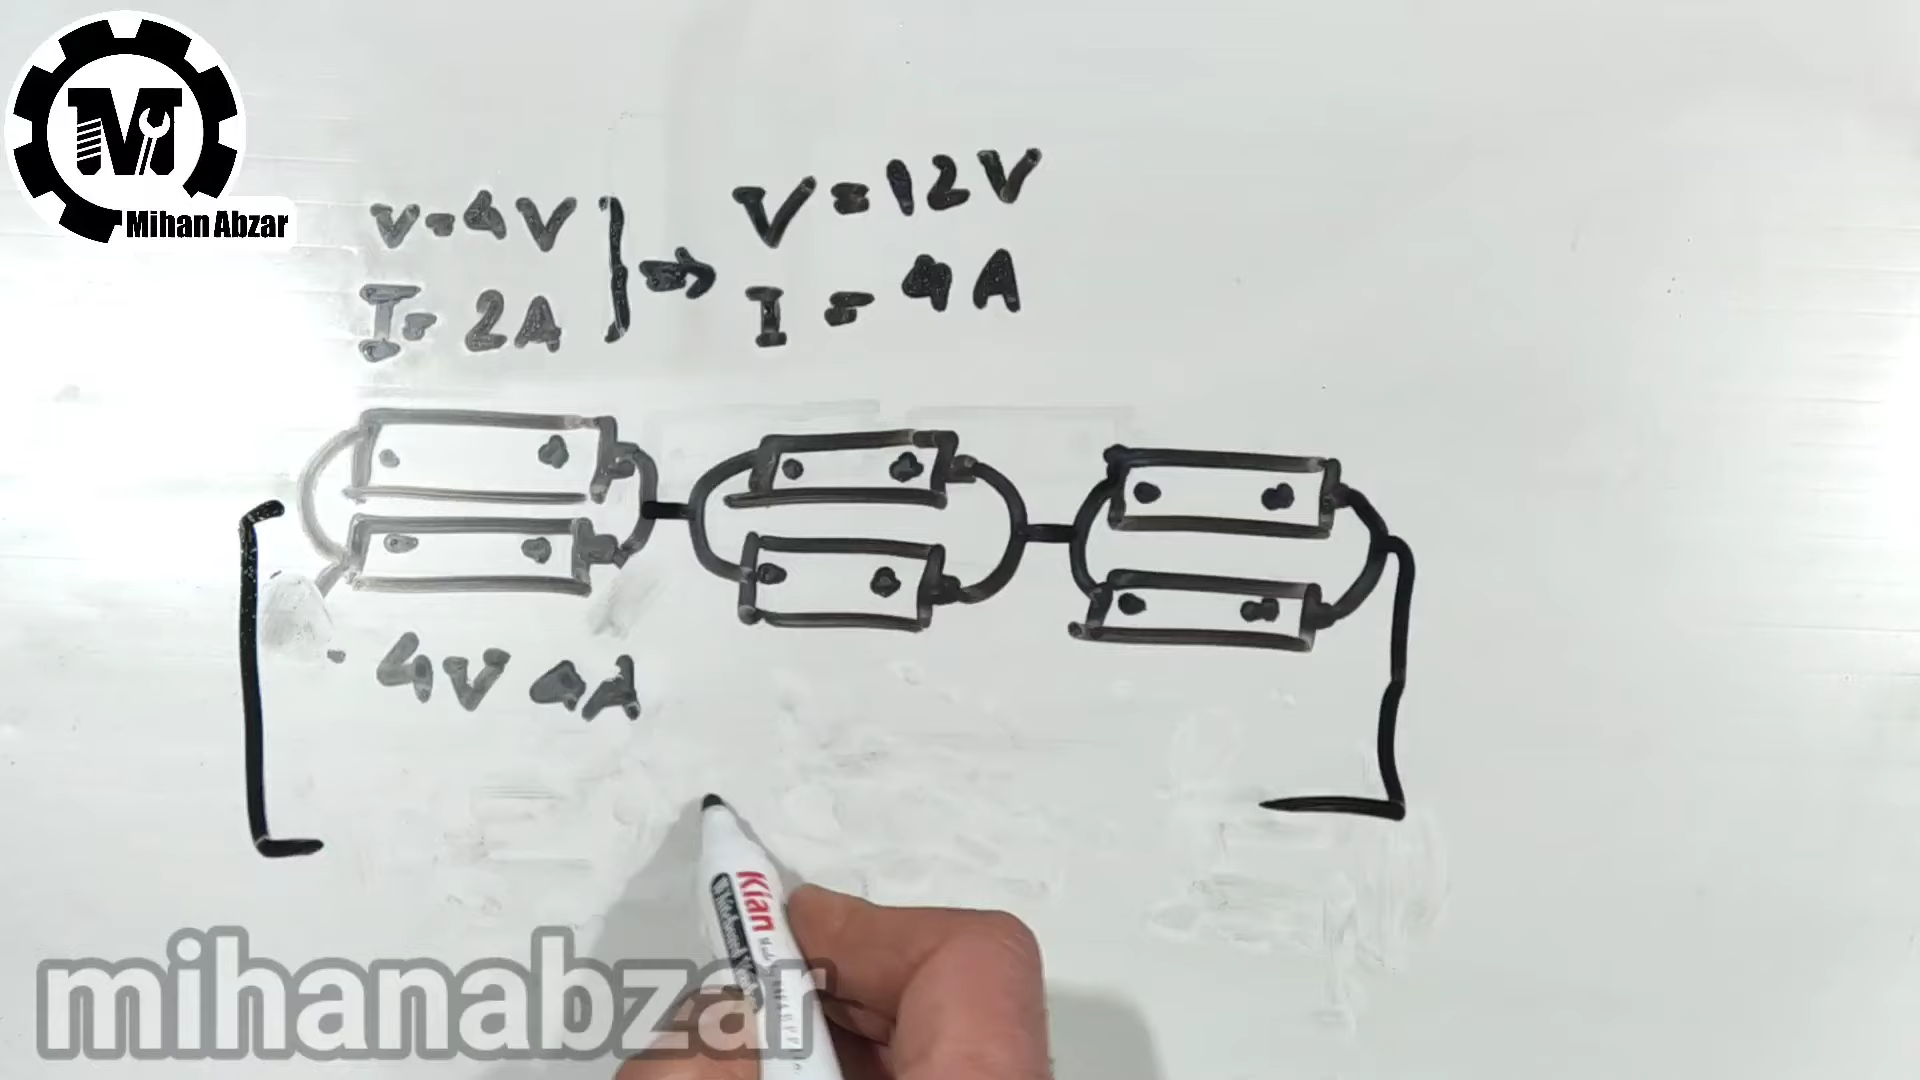 M
Mihan Abzar
V=4V
I=2A
V=12V
I=4A
4V 4A
Kian
mihanabzar